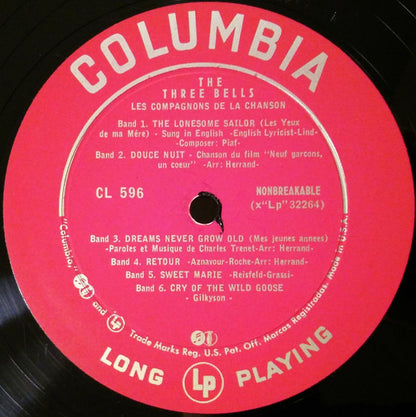 COLUMBIA
THE
THREE BELLS
LES COMPAGNONS DE LA CHANSON
Band 1. THE LONESOME SAILOR (Les Yeux
de ma Mére) - Sung in English -English Lyricist-Lind-
-Composer: Piaf-
Band 2. DOUCE NUIT - Chanson du film "Neuf garçons,
un coeur" -Arr: Herrand-
CL 596
NONBREAKABLE
(x"Lp"32264)
Band 3. DREAMS NEVER GROW OLD (Mes jeunes annees)
-Paroles et Musique de Charles Trenet-Arr: Herrand-
Band 4. RETOUR -Aznavour-Roche-Arr: Herrand-
Band 5. SWEET MARIE -Reisfeld-Grassi-
Band 6. CRY OF THE WILD GOOSE
- Gilkyson -
"Columbia," and Lp Trade Marks Reg. U.S. Pat. Off. Marcas Registradas. Made in U.S.A.
LONG Lp PLAYING